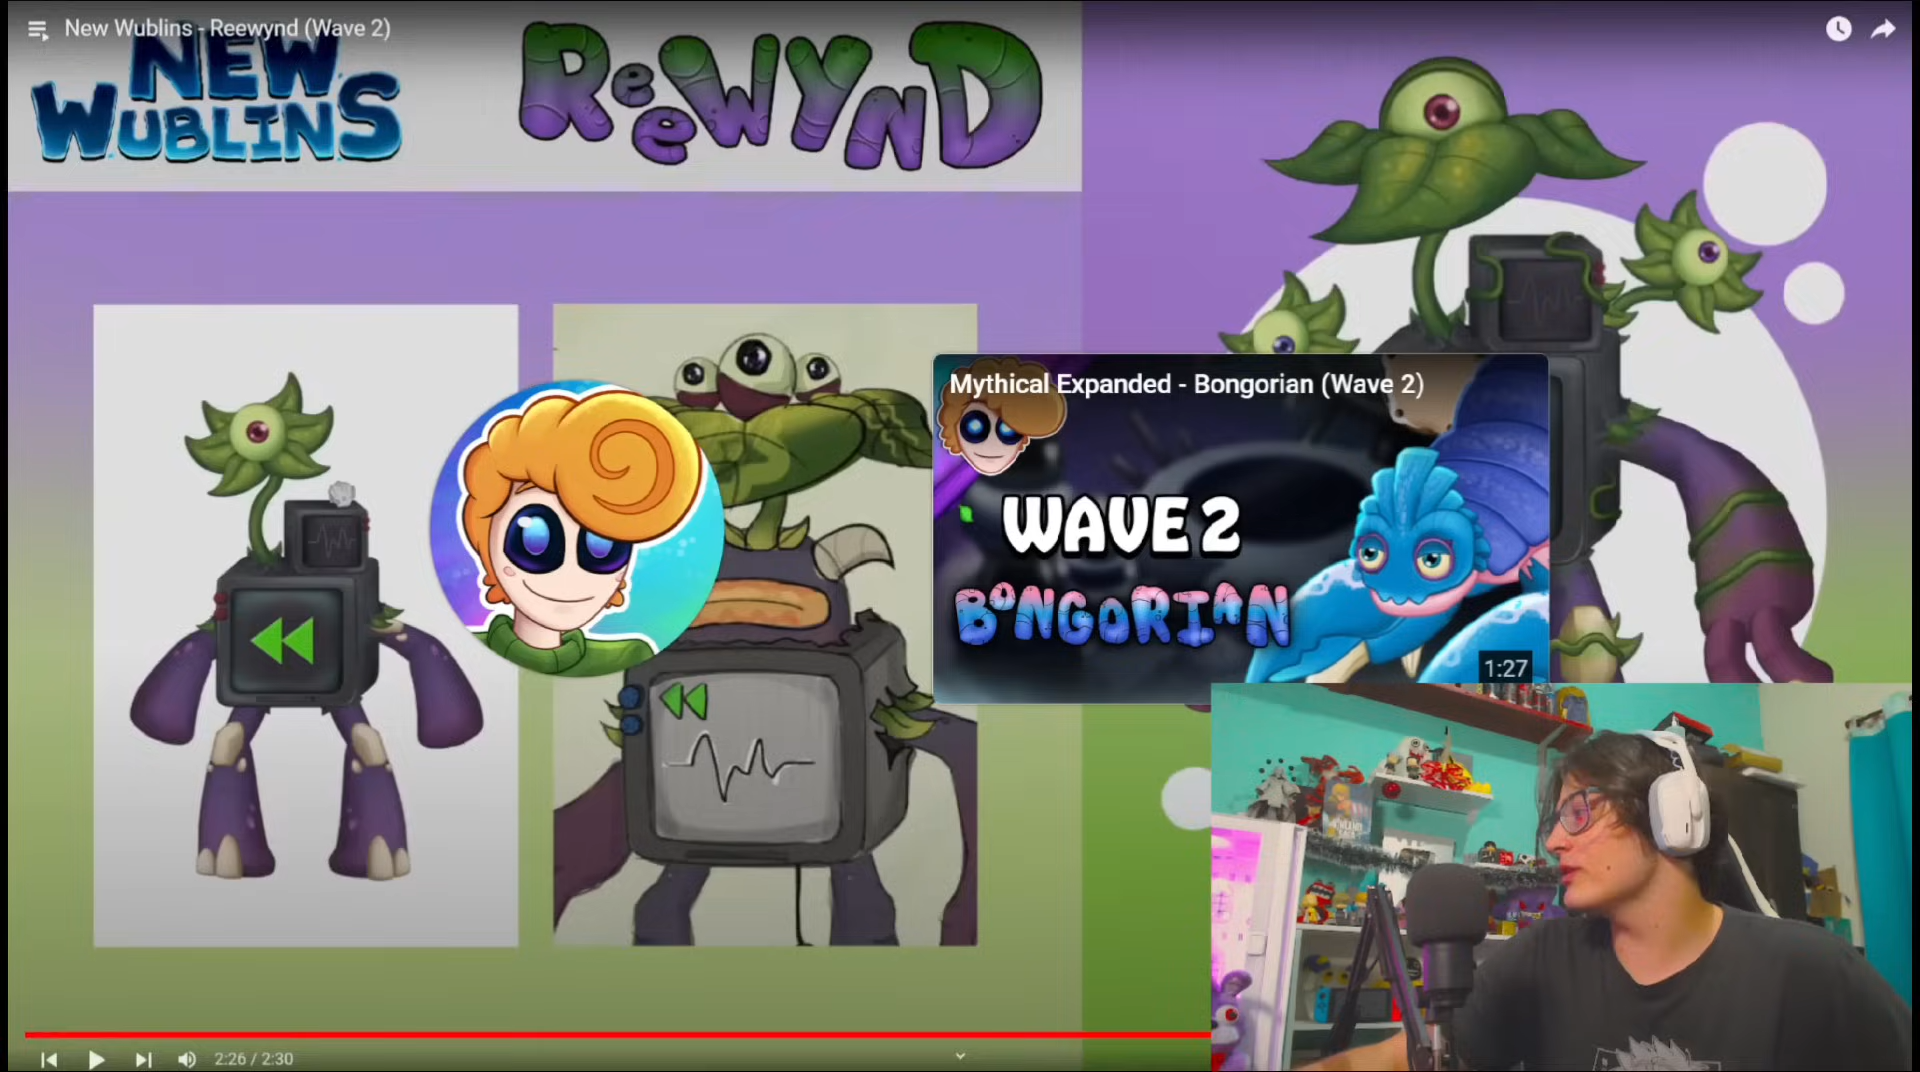 New Wublins - Reewynd (Wave 2)
NEW
WUBLINS
ReeWYND
Mythical Expanded - Bongorian (Wave 2)
WAVE 2
BONGORIAN
1:27
2:26 / 2:30